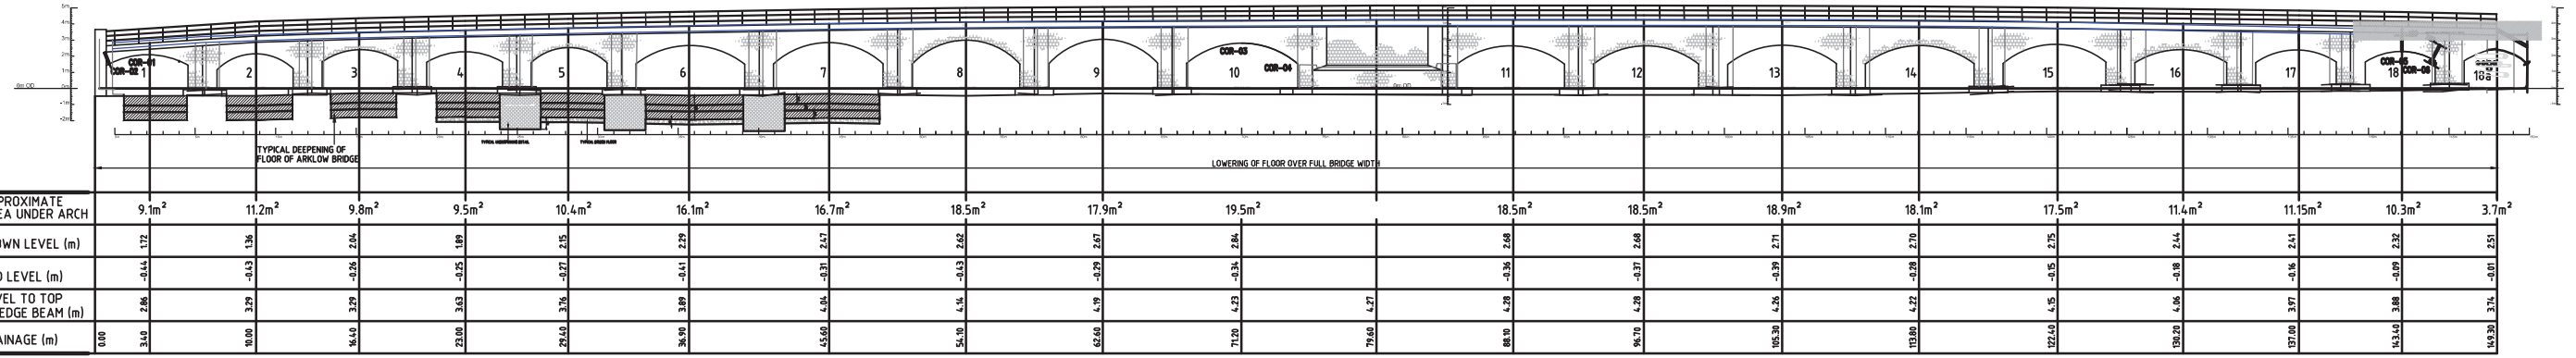 5m
4m
3m
2m
1m
0m
-1m
-2m
0m OD
COR-01
COR-02
1 2 3 4 5 6 7 8 9 10 11 12 13 14 15 16 17 18
COR-03
COR-04
0m OD
COR-05
COR-06
TYPICAL DEEPENING OF
FLOOR OF ARKLOW BRIDGE
LOWERING OF FLOOR OVER FULL BRIDGE WIDTH
PROXIMATE
EA UNDER ARCH
9.1m² 11.2m² 9.8m² 9.5m² 10.4m² 16.1m² 16.7m² 18.5m² 17.9m² 19.5m² 18.5m² 18.5m² 18.9m² 18.1m² 17.5m² 11.4m² 11.15m² 10.3m² 3.7m²
OWN LEVEL (m) 1.72 1.36 2.04 1.89 2.15 2.29 2.47 2.62 2.67 2.84 2.68 2.68 2.71 2.70 2.75 2.44 2.41 2.32 2.51
D LEVEL (m) -0.44 -0.43 -0.26 -0.25 -0.27 -0.41 -0.31 -0.43 -0.29 -0.34 -0.36 -0.37 -0.39 -0.28 -0.15 -0.18 -0.16 -0.09 -0.01
VEL TO TOP
EDGE BEAM (m) 2.86 3.29 3.29 3.63 3.76 3.89 4.04 4.14 4.19 4.23 4.27 4.28 4.28 4.26 4.22 4.15 4.06 3.97 3.88 3.74
AINAGE (m) 0.00 3.40 10.00 16.40 23.00 29.40 36.90 45.60 54.10 62.60 71.20 79.60 88.10 96.70 105.30 113.80 122.40 130.20 137.00 143.40 149.30